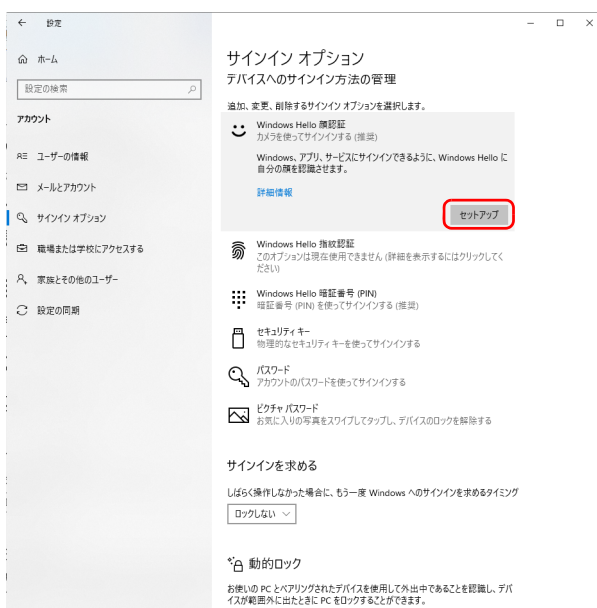 設定
ホーム
設定の検索
アカウント
ユーザーの情報
メールとアカウント
サインイン オプション
職場または学校にアクセスする
家族とその他のユーザー
設定の同期
サインイン オプション
デバイスへのサインイン方法の管理
追加、変更、削除するサインイン オプションを選択します。
Windows Hello 顔認証
カメラを使ってサインインする (推奨)
Windows、アプリ、サービスにサインインできるように、Windows Hello に
自分の顔を認識させます。
詳細情報
セットアップ
Windows Hello 指紋認証
このオプションは現在使用できません (詳細を表示するにはクリックしてく
ださい)
Windows Hello 暗証番号 (PIN)
暗証番号 (PIN) を使ってサインインする (推奨)
セキュリティ キー
物理的なセキュリティ キーを使ってサインインする
パスワード
アカウントのパスワードを使ってサインインする
ピクチャ パスワード
お気に入りの写真をスワイプしてタップし、デバイスのロックを解除する
サインインを求める
しばらく操作しなかった場合に、もう一度 Windows へのサインインを求めるタイミング
ロックしない
動的ロック
お使いの PC とペアリングされたデバイスを使用して外出中であることを認識し、デバ
イスが範囲外に出たときに PC をロックすることができます。